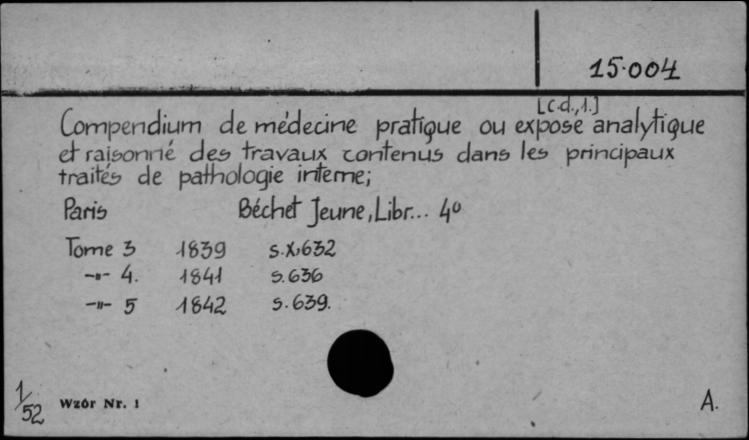 15.004
[c.d., 1.]
Compendium de médecine pratique ou expose analytique
et raisonné des travaux contenus dans les principaux
traités de pathologie interne;
Paris Béchet Jeune, Libr... 4º
Tome 3 1839 s.X,632
-"- 4. 1841 s.636
-"- 5 1842 s.639.
1/52 Wzór Nr. 1 A.